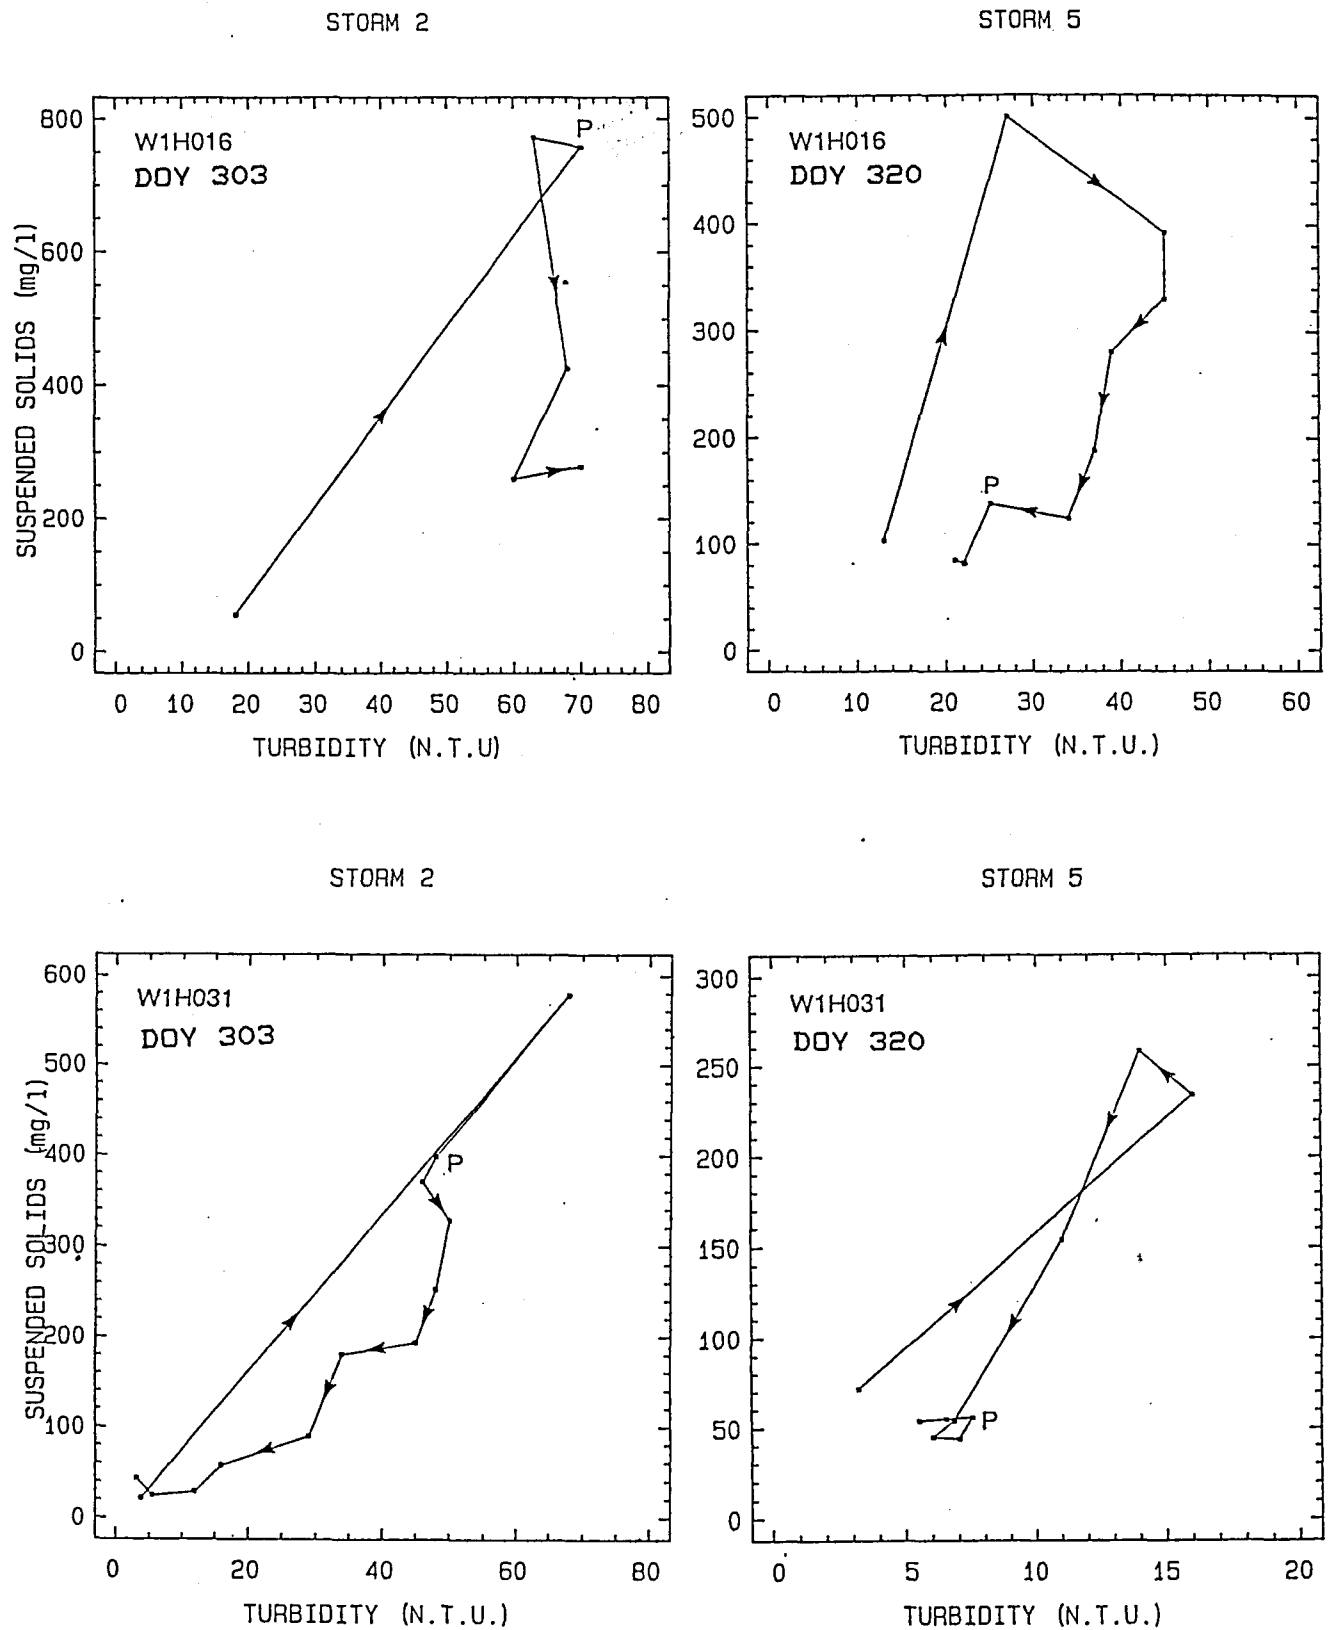 STORM 2
STORM 5
W1H016
DOY 303
P
SUSPENDED SOLIDS (mg/l)
800
600
400
200
0
0 10 20 30 40 50 60 70 80
TURBIDITY (N.T.U)
W1H016
DOY 320
P
500
400
300
200
100
0
0 10 20 30 40 50 60
TURBIDITY (N.T.U.)
STORM 2
STORM 5
W1H031
DOY 303
P
SUSPENDED SOLIDS (mg/l)
600
500
400
300
200
100
0
0 20 40 60 80
TURBIDITY (N.T.U.)
W1H031
DOY 320
P
300
250
200
150
100
50
0
0 5 10 15 20
TURBIDITY (N.T.U.)